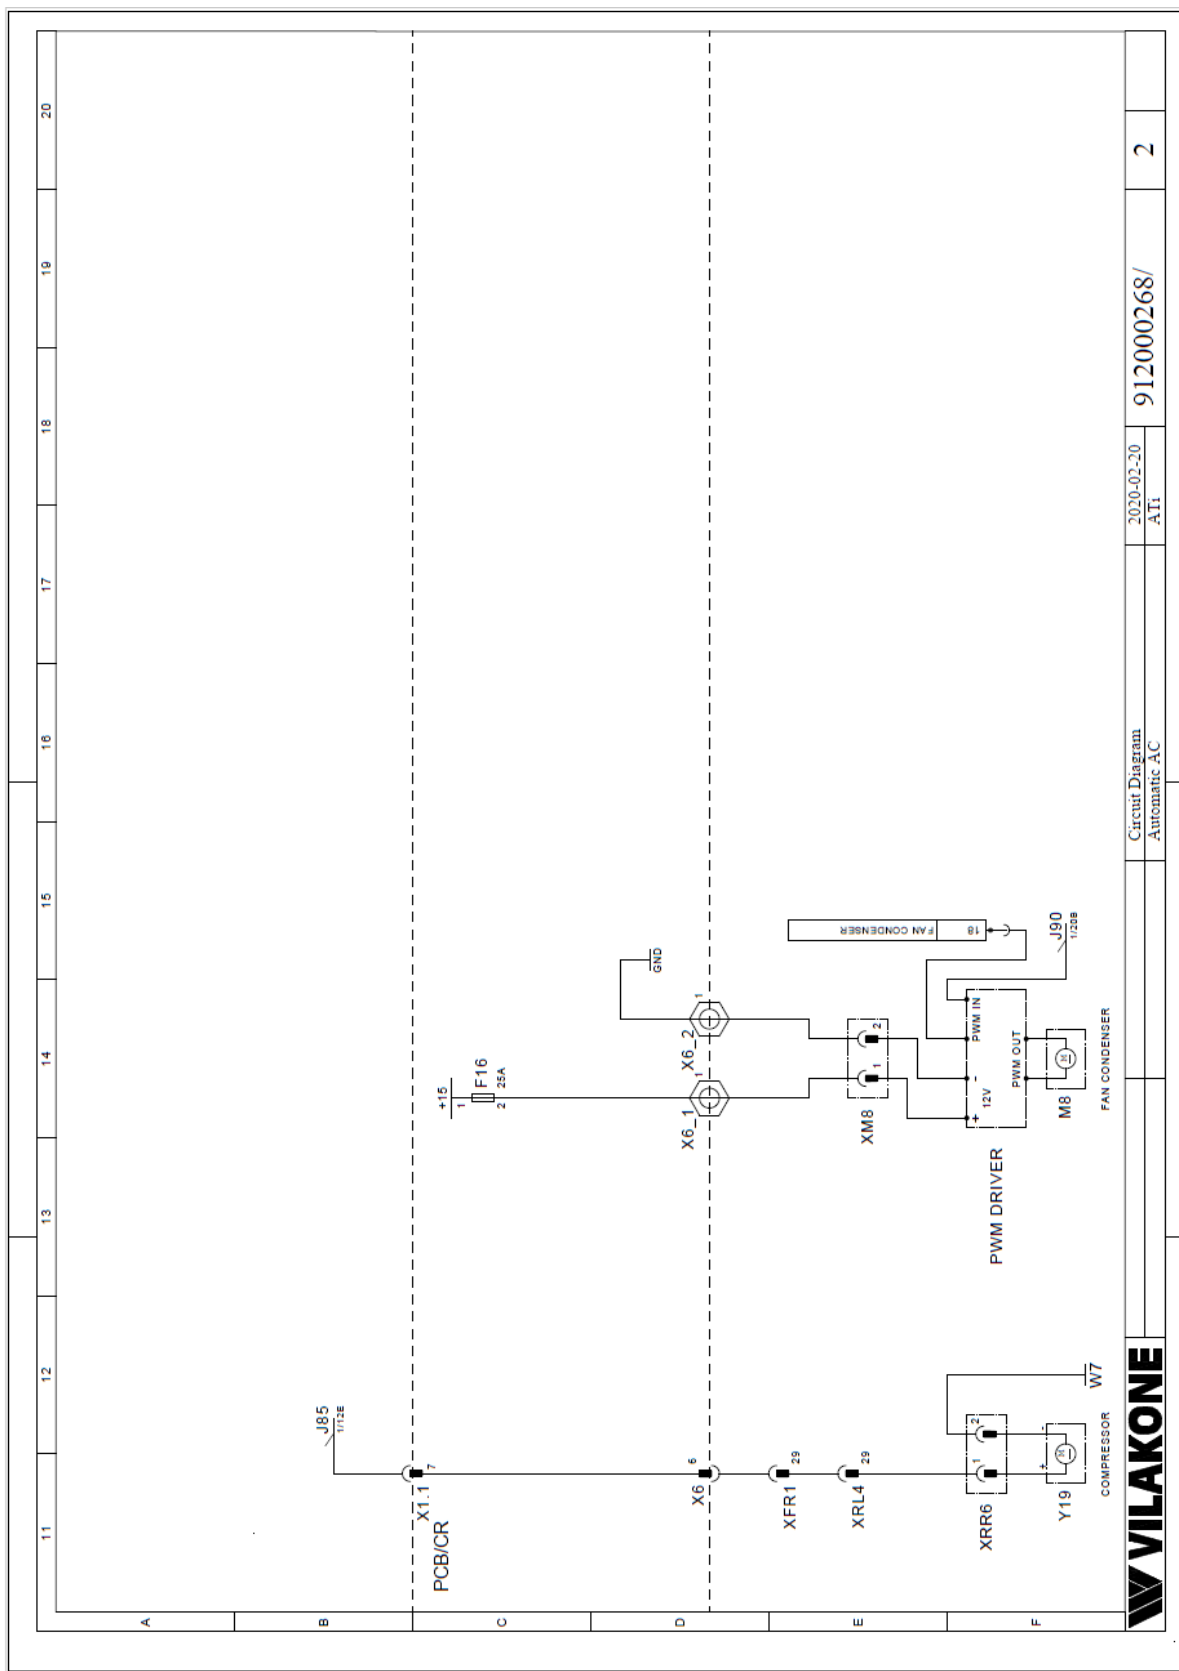 11 12 13 14 15 16 17 18 19 20
A
B
C
D
E
F
J85
1/12E
X1.1
7
PCB/CR
+15
1
F16
25A
2
GND
X6
6
X6_1
1
X6_2
1
XFR1
29
XRL4
29
XM8
1
2
FAN CONDENSER
18
XRR6
1
2
PWM DRIVER
+
12V
-
PWM IN
PWM OUT
J90
1/20B
Y19
+
M
-
COMPRESSOR
W7
M8
M
FAN CONDENSER
VILAKONE
Circuit Diagram
Automatic AC
2020-02-20
ATi
912000268/
2